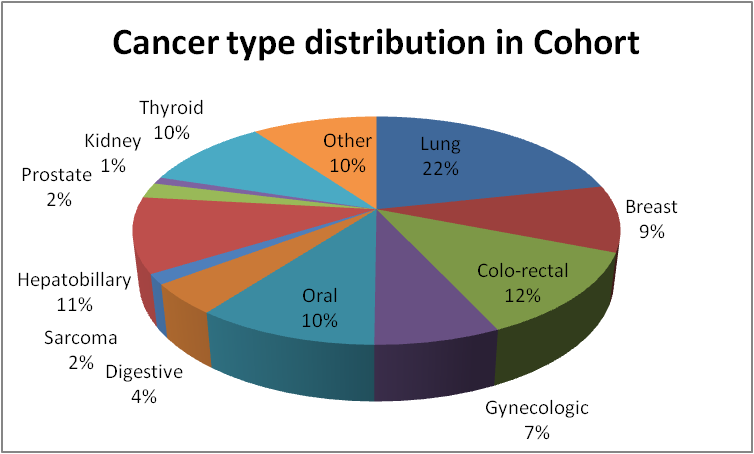 Cancer type distribution in Cohort
Lung
22%
Breast
9%
Colo-rectal
12%
Gynecologic
7%
Oral
10%
Digestive
4%
Sarcoma
2%
Hepatobillary
11%
Prostate
2%
Kidney
1%
Thyroid
10%
Other
10%